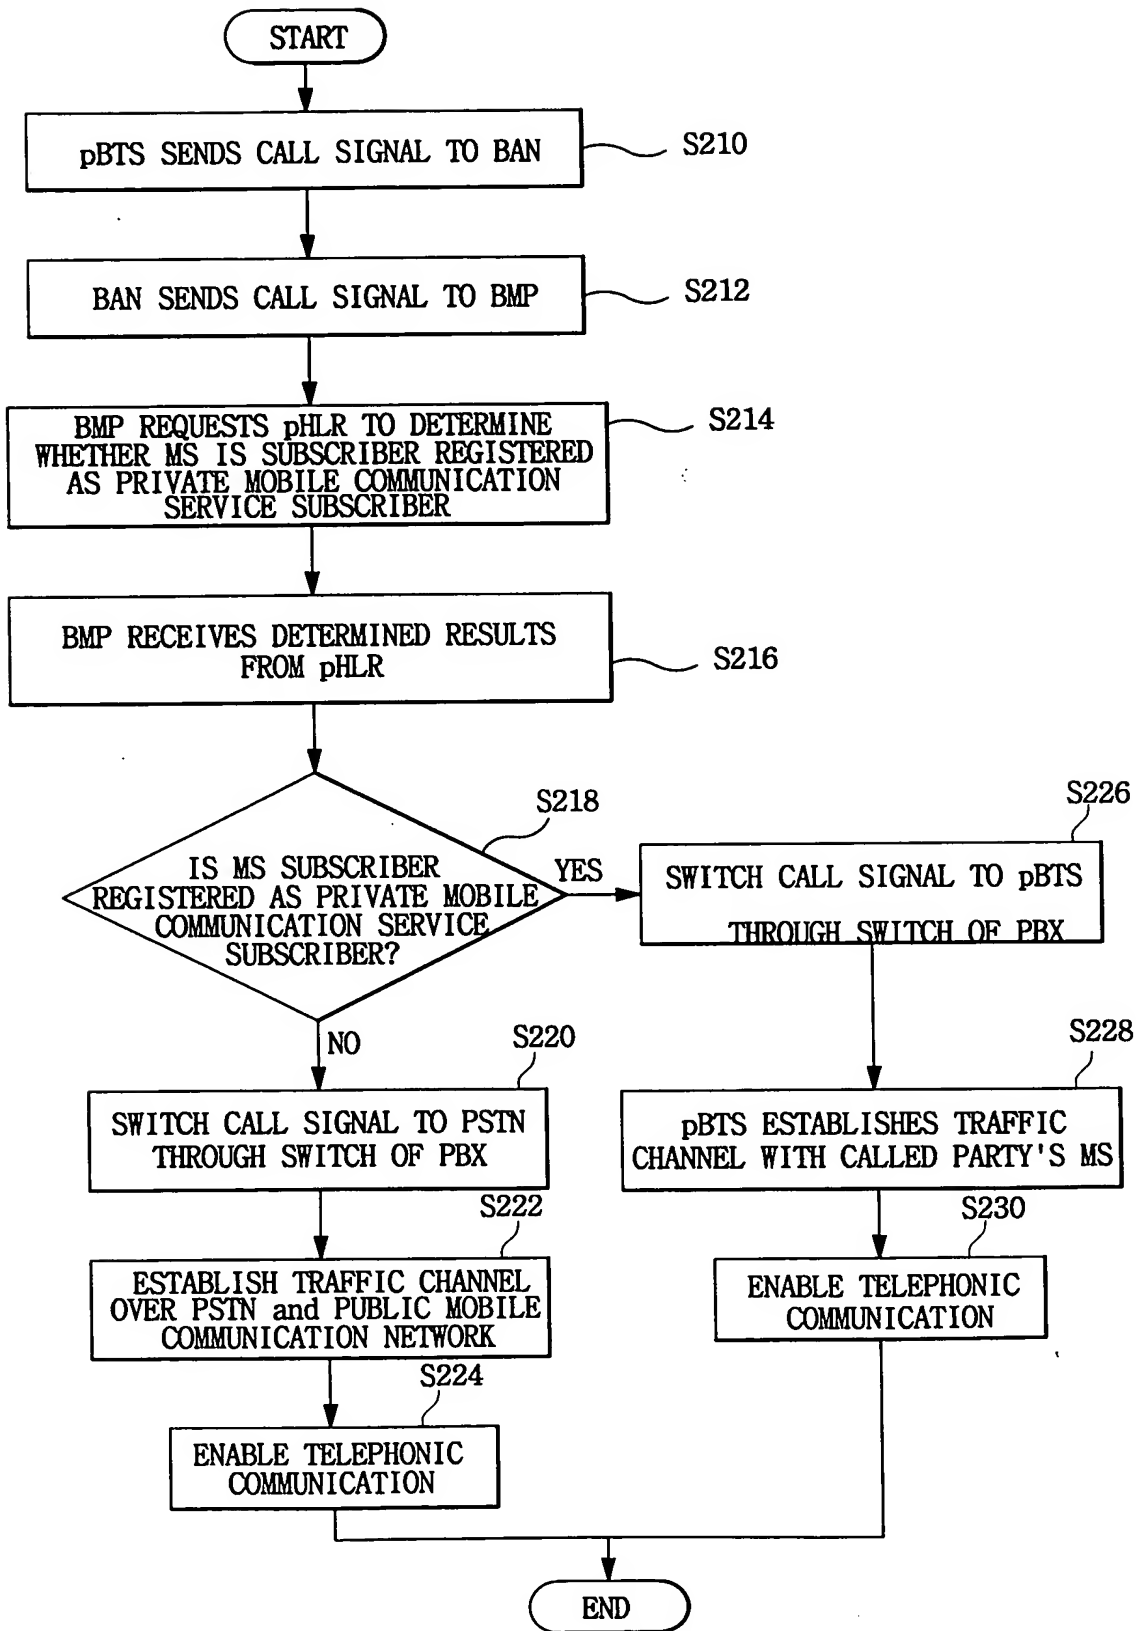 START
pBTS SENDS CALL SIGNAL TO BAN
S210
BAN SENDS CALL SIGNAL TO BMP
S212
BMP REQUESTS pHLR TO DETERMINE
WHETHER MS IS SUBSCRIBER REGISTERED
AS PRIVATE MOBILE COMMUNICATION
SERVICE SUBSCRIBER
S214
BMP RECEIVES DETERMINED RESULTS
FROM pHLR
S216
S218
IS MS SUBSCRIBER
REGISTERED AS PRIVATE MOBILE
COMMUNICATION SERVICE
SUBSCRIBER?
YES
S226
SWITCH CALL SIGNAL TO pBTS
THROUGH SWITCH OF PBX
NO
S220
SWITCH CALL SIGNAL TO PSTN
THROUGH SWITCH OF PBX
S228
pBTS ESTABLISHES TRAFFIC
CHANNEL WITH CALLED PARTY'S MS
S222
ESTABLISH TRAFFIC CHANNEL
OVER PSTN and PUBLIC MOBILE
COMMUNICATION NETWORK
S230
ENABLE TELEPHONIC
COMMUNICATION
S224
ENABLE TELEPHONIC
COMMUNICATION
END